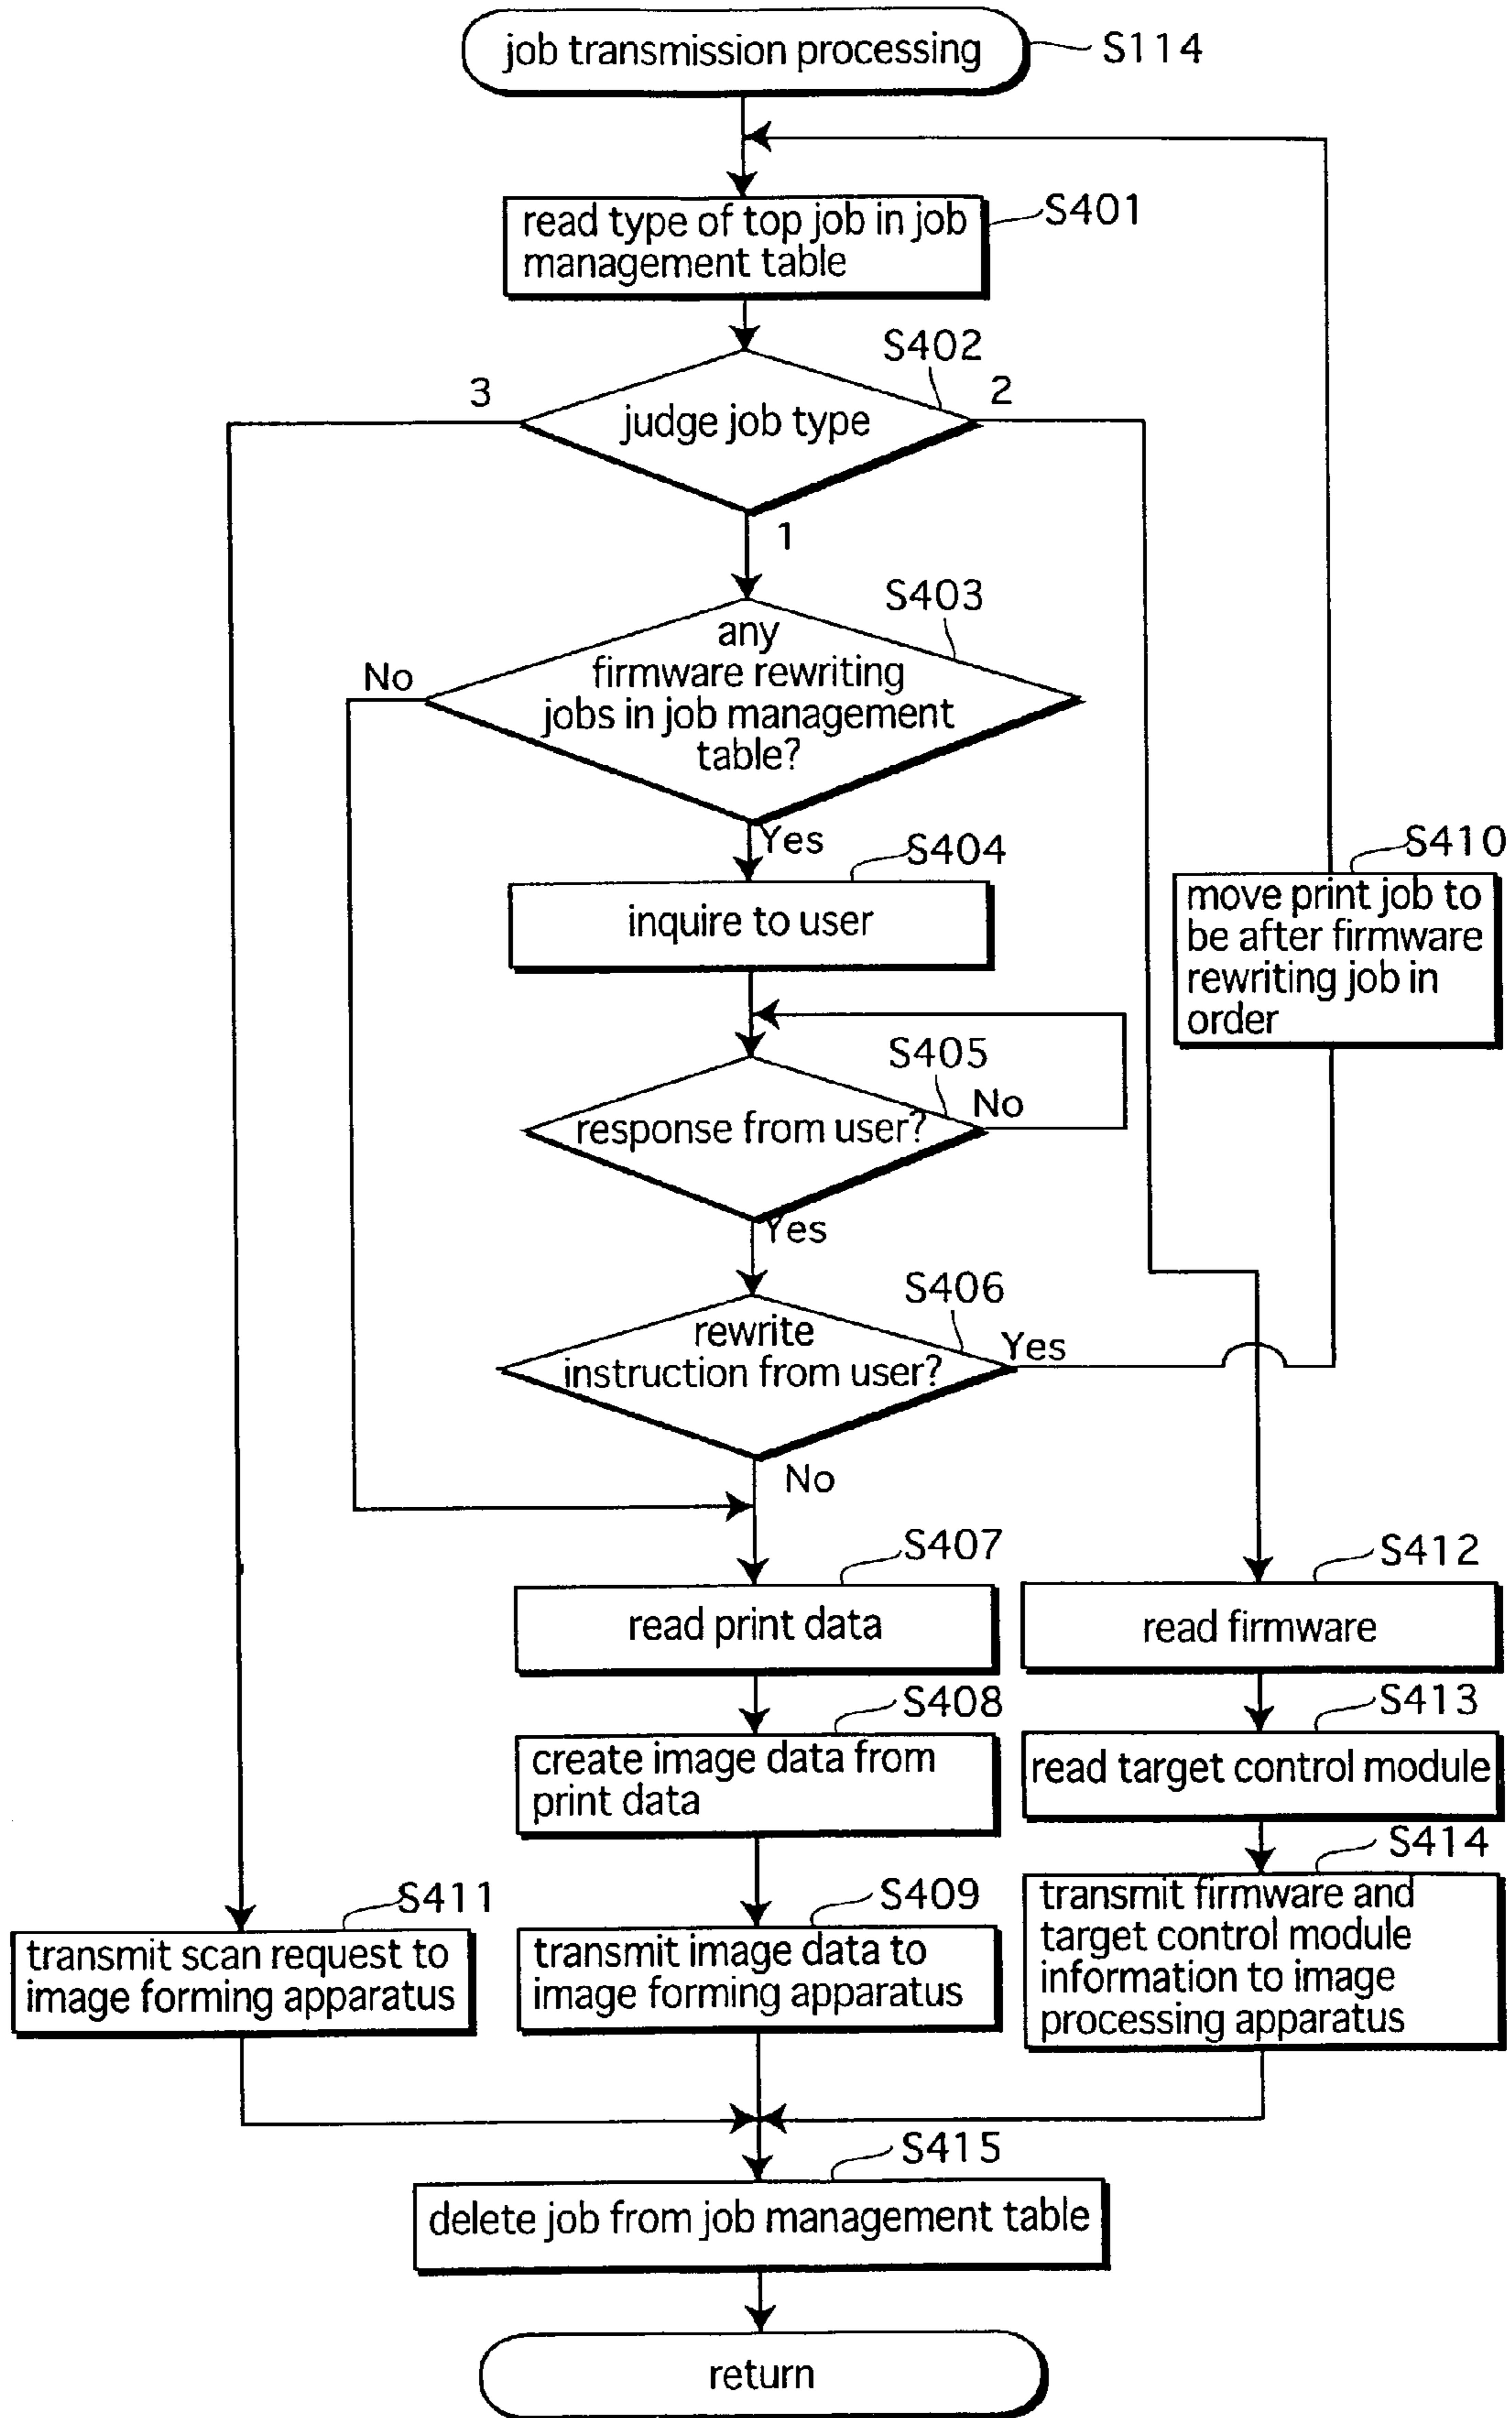 job transmission processing
S114
read type of top job in job
management table
S401
S402
3
judge job type
2
1
S403
any
firmware rewriting
jobs in job management
table?
No
Yes
S404
inquire to user
S410
move print job to
be after firmware
rewriting job in
order
S405
response from user?
No
Yes
S406
rewrite
instruction from user?
Yes
No
S407
read print data
S412
read firmware
S408
create image data from
print data
S413
read target control module
S411
transmit scan request to
image forming apparatus
S409
transmit image data to
image forming apparatus
S414
transmit firmware and
target control module
information to image
processing apparatus
S415
delete job from job management table
return